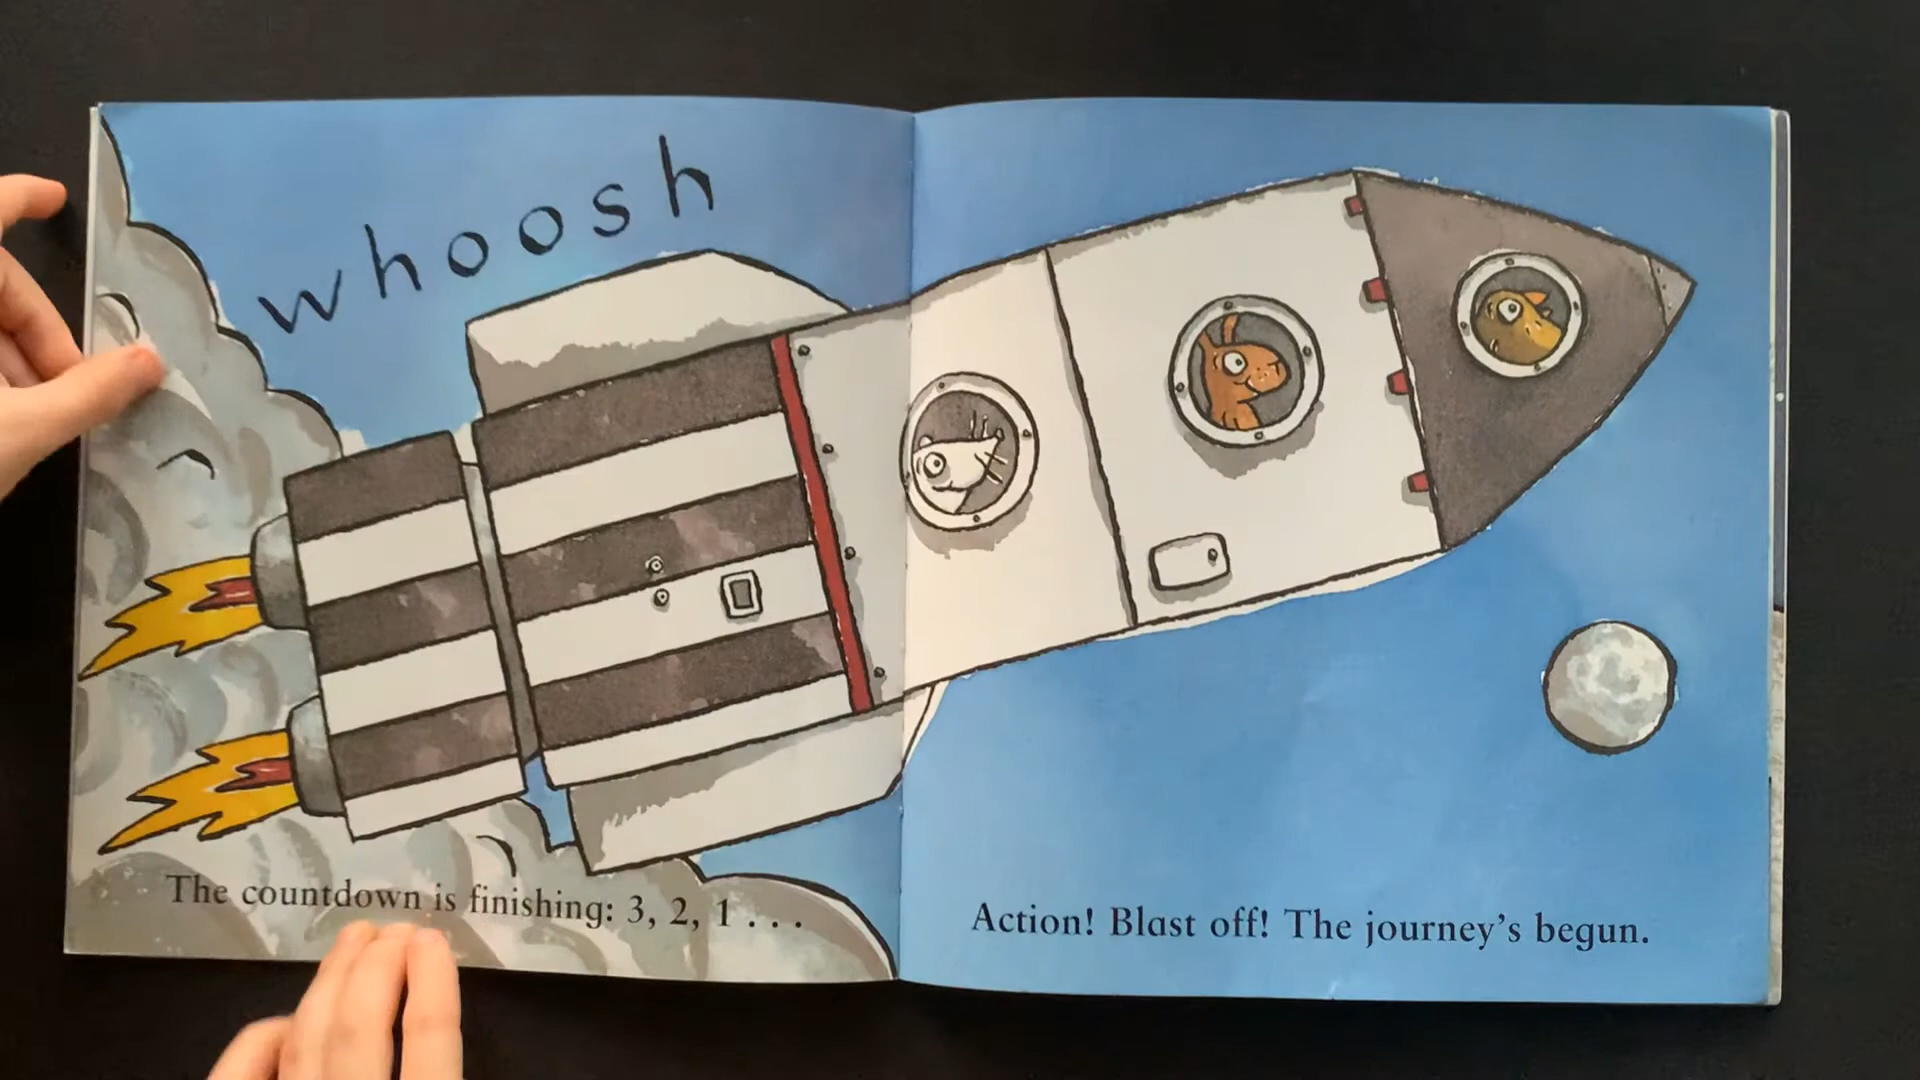 whoosh
The countdown is finishing: 3, 2, 1 . . .
Action! Blast off! The journey's begun.